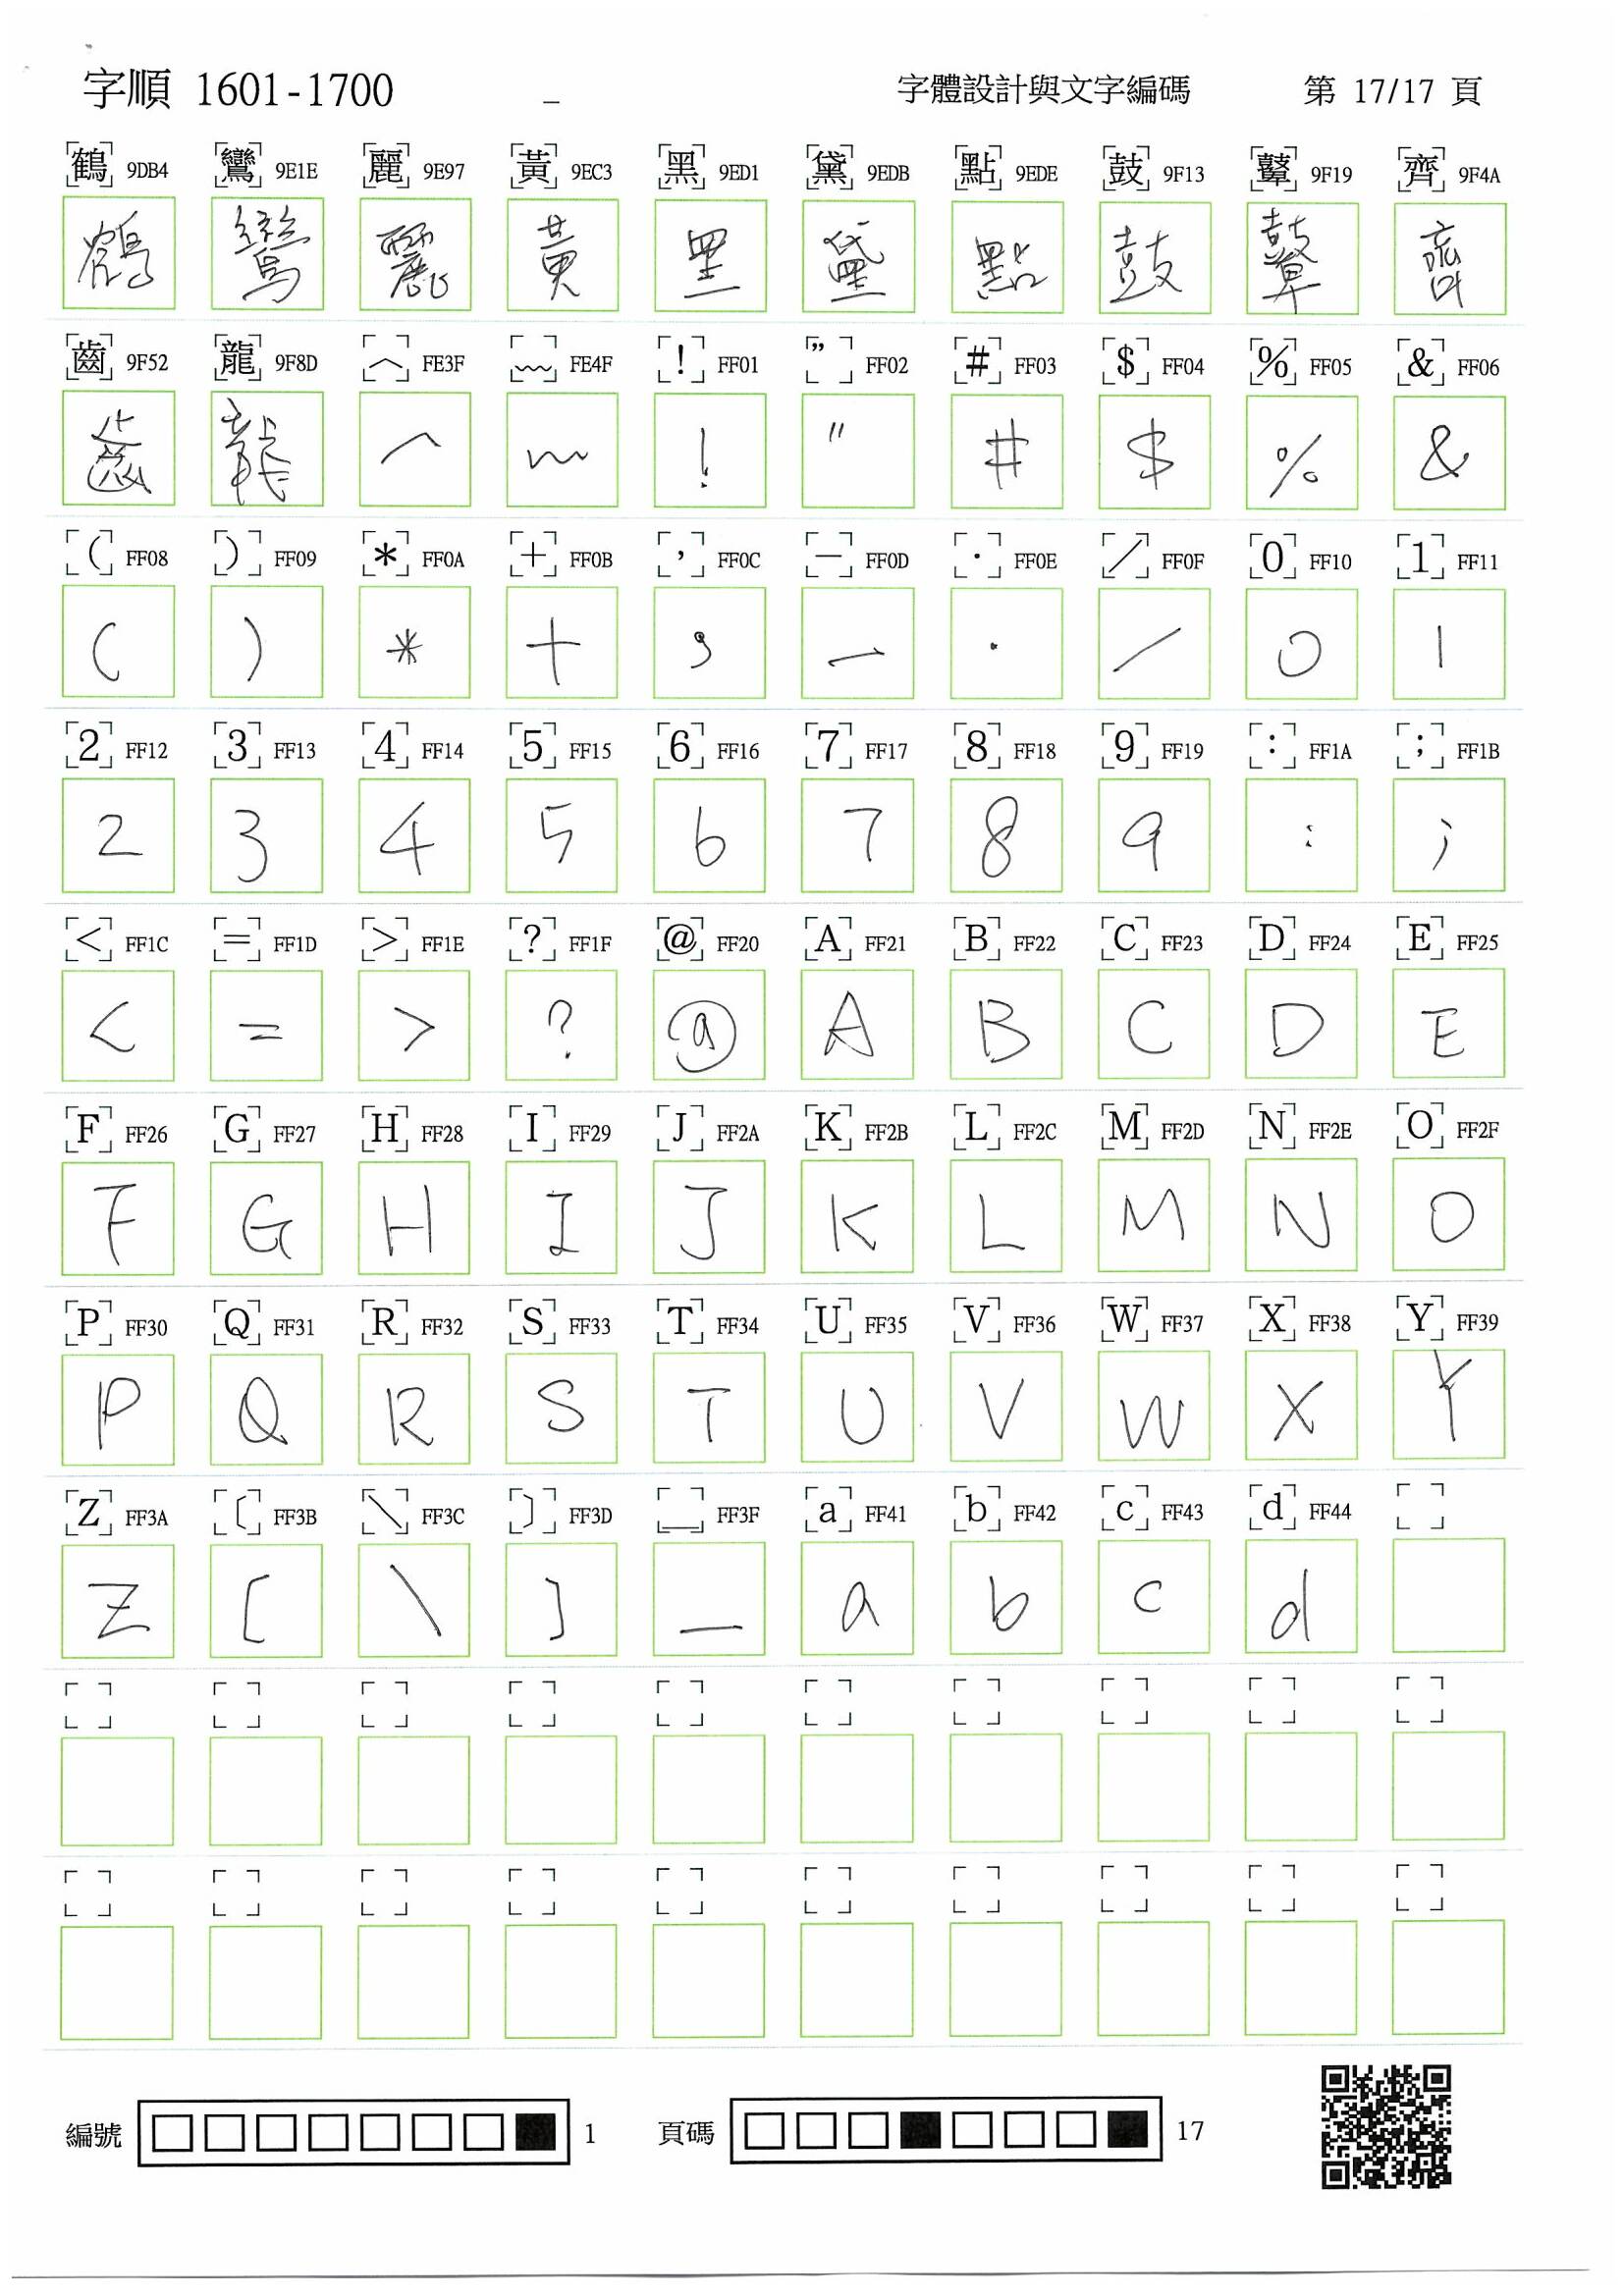 字順 1601-1700 – 字體設計與文字編碼 第 17/17 頁
鶴 9DB4 鸞 9E1E 麗 9E97 黃 9EC3 黑 9ED1 黛 9EDB 點 9EDE 鼓 9F13 鼙 9F19 齊 9F4A
鶴 鸞 麗 黃 黑 黛 點 鼓 鼙 齊
齒 9F52 龍 9F8D ︿ FE3F ﹏ FE4F ! FF01 " FF02 # FF03 $ FF04 % FF05 & FF06
齒 龍 ︿ ﹏ ! " # $ % &
( FF08 ) FF09 * FF0A + FF0B , FF0C － FF0D . FF0E / FF0F 0 FF10 1 FF11
( ) * + , － . / 0 1
2 FF12 3 FF13 4 FF14 5 FF15 6 FF16 7 FF17 8 FF18 9 FF19 : FF1A ; FF1B
2 3 4 5 6 7 8 9 : ;
< FF1C = FF1D > FF1E ? FF1F @ FF20 A FF21 B FF22 C FF23 D FF24 E FF25
< = > ? @ A B C D E
F FF26 G FF27 H FF28 I FF29 J FF2A K FF2B L FF2C M FF2D N FF2E O FF2F
F G H I J K L M N O
P FF30 Q FF31 R FF32 S FF33 T FF34 U FF35 V FF36 W FF37 X FF38 Y FF39
P Q R S T U V W X Y
Z FF3A [ FF3B \ FF3C ] FF3D _ FF3F a FF41 b FF42 c FF43 d FF44
Z [ \ ] _ a b c d
編號 1 頁碼 17